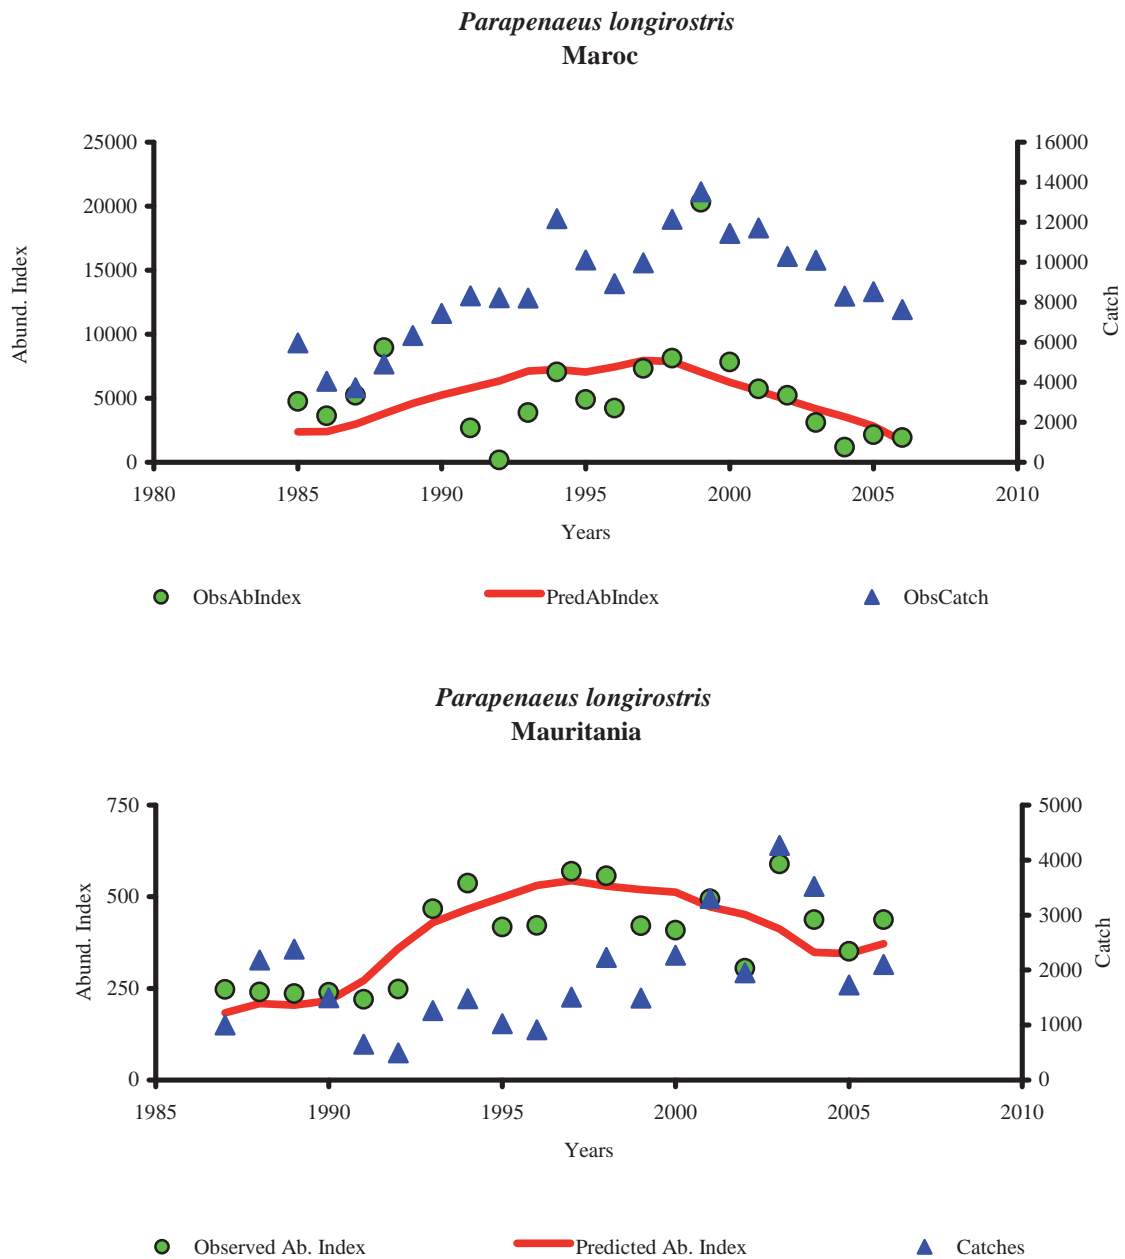 Parapenaeus longirostris
Maroc
25000
20000
15000
10000
5000
0
16000
14000
12000
10000
8000
6000
4000
2000
0
Abund. Index
Catch
1980 1985 1990 1995 2000 2005 2010
Years
ObsAbIndex PredAbIndex ObsCatch
Parapenaeus longirostris
Mauritania
750
500
250
0
5000
4000
3000
2000
1000
0
Abund. Index
Catch
1985 1990 1995 2000 2005 2010
Years
Observed Ab. Index Predicted Ab. Index Catches